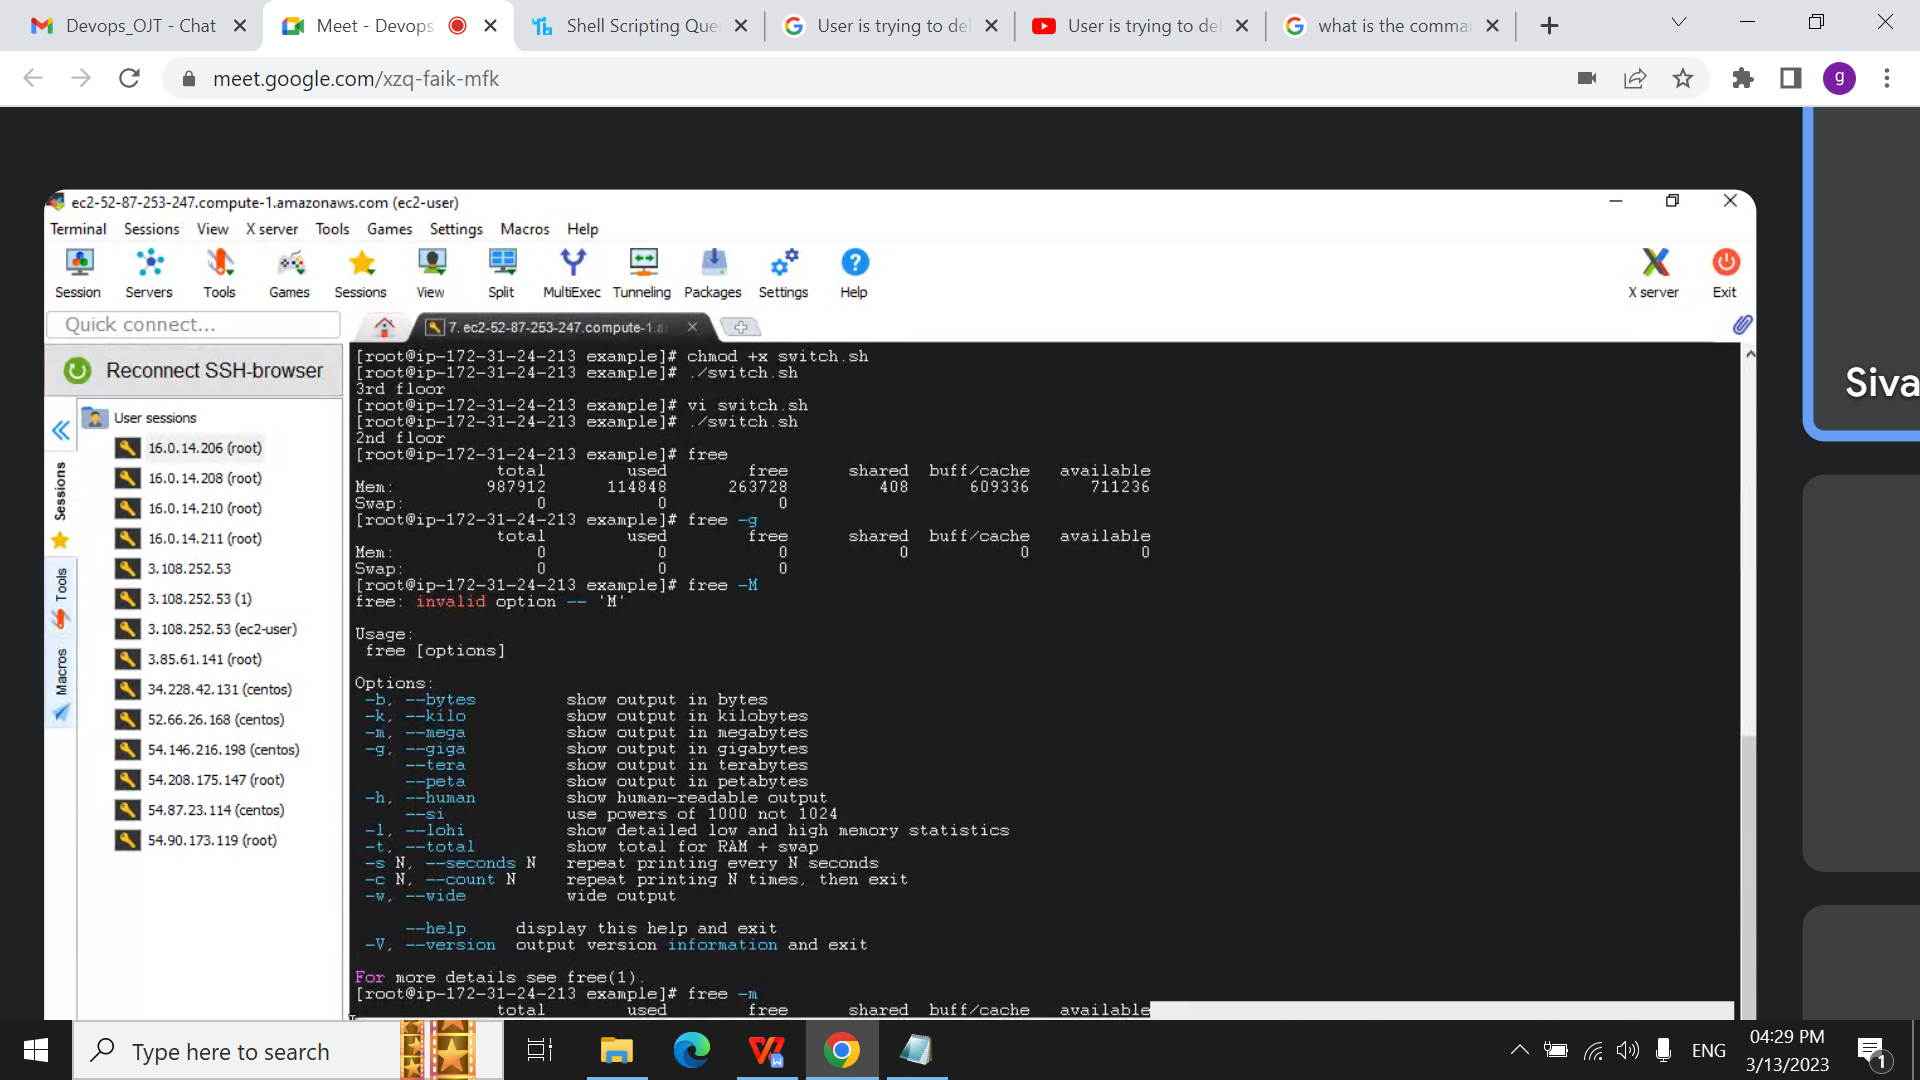 Devops_OJT - Chat
Meet - Devops
Shell Scripting Que
User is trying to del
User is trying to del
what is the comma
meet.google.com/xzq-faik-mfk
g
ec2-52-87-253-247.compute-1.amazonaws.com (ec2-user)
Terminal Sessions View X server Tools Games Settings Macros Help
Session Servers Tools Games Sessions View Split MultiExec Tunneling Packages Settings Help X server Exit
Quick connect...
7. ec2-52-87-253-247.compute-1.a
Reconnect SSH-browser
Sessions
Tools
Macros
User sessions
16.0.14.206 (root)
16.0.14.208 (root)
16.0.14.210 (root)
16.0.14.211 (root)
3.108.252.53
3.108.252.53 (1)
3.108.252.53 (ec2-user)
3.85.61.141 (root)
34.228.42.131 (centos)
52.66.26.168 (centos)
54.146.216.198 (centos)
54.208.175.147 (root)
54.87.23.114 (centos)
54.90.173.119 (root)
[root@ip-172-31-24-213 example]# chmod +x switch.sh
[root@ip-172-31-24-213 example]# ./switch.sh
3rd floor
[root@ip-172-31-24-213 example]# vi switch.sh
[root@ip-172-31-24-213 example]# ./switch.sh
2nd floor
[root@ip-172-31-24-213 example]# free
total used free shared buff/cache available
Mem: 987912 114848 263728 408 609336 711236
Swap: 0 0 0
[root@ip-172-31-24-213 example]# free -g
total used free shared buff/cache available
Mem: 0 0 0 0 0 0
Swap: 0 0 0
[root@ip-172-31-24-213 example]# free -M
free: invalid option -- 'M'
Usage:
free [options]
Options:
-b, --bytes show output in bytes
-k, --kilo show output in kilobytes
-m, --mega show output in megabytes
-g, --giga show output in gigabytes
--tera show output in terabytes
--peta show output in petabytes
-h, --human show human-readable output
--si use powers of 1000 not 1024
-l, --lohi show detailed low and high memory statistics
-t, --total show total for RAM + swap
-s N, --seconds N repeat printing every N seconds
-c N, --count N repeat printing N times, then exit
-w, --wide wide output
--help display this help and exit
-V, --version output version information and exit
For more details see free(1).
[root@ip-172-31-24-213 example]# free -m
total used free shared buff/cache available
Siva
Type here to search
ENG
04:29 PM
3/13/2023
1